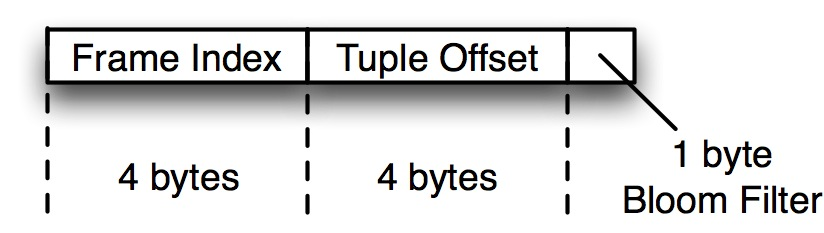 Frame Index
Tuple Offset
4 bytes
4 bytes
1 byte
Bloom Filter